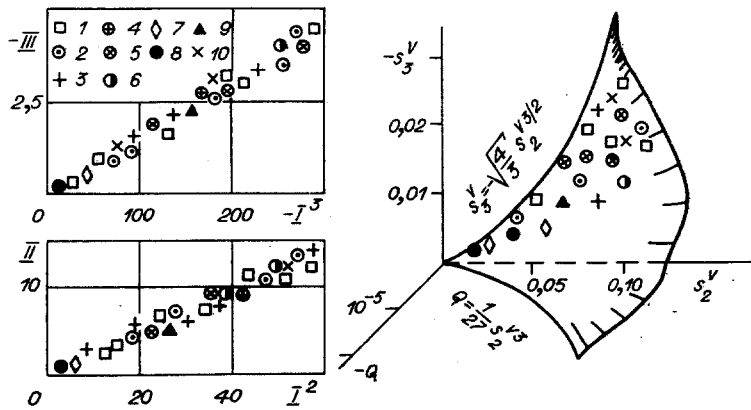 -III
1 4 7 9
2 5 8 10
3 6
2,5
0 100 200 -I³
II
10
0 20 40 I²
-s₃ⱽ
0,02
0,01
s₃ⱽ=-√4/3 s₂ⱽ³/²
0,05 0,10 s₂ⱽ
10⁻⁵
-Q
Q=1/27 s₂ⱽ³